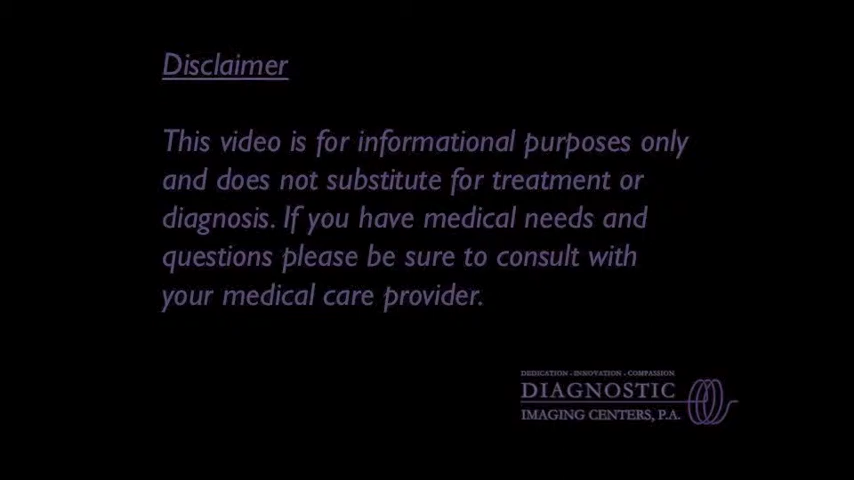 Disclaimer
This video is for informational purposes only
and does not substitute for treatment or
diagnosis. If you have medical needs and
questions please be sure to consult with
your medical care provider.
DEDICATION - INNOVATION - COMPASSION
DIAGNOSTIC
IMAGING CENTERS, P.A.